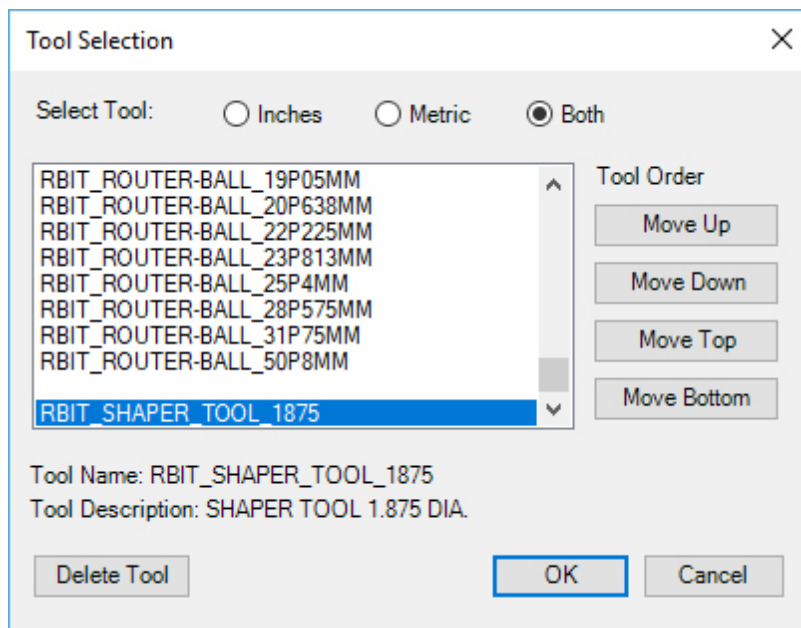 Tool Selection
Select Tool:
Inches
Metric
Both
RBIT_ROUTER-BALL_19P05MM
RBIT_ROUTER-BALL_20P638MM
RBIT_ROUTER-BALL_22P225MM
RBIT_ROUTER-BALL_23P813MM
RBIT_ROUTER-BALL_25P4MM
RBIT_ROUTER-BALL_28P575MM
RBIT_ROUTER-BALL_31P75MM
RBIT_ROUTER-BALL_50P8MM
RBIT_SHAPER_TOOL_1875
Tool Order
Move Up
Move Down
Move Top
Move Bottom
Tool Name: RBIT_SHAPER_TOOL_1875
Tool Description: SHAPER TOOL 1.875 DIA.
Delete Tool
OK
Cancel